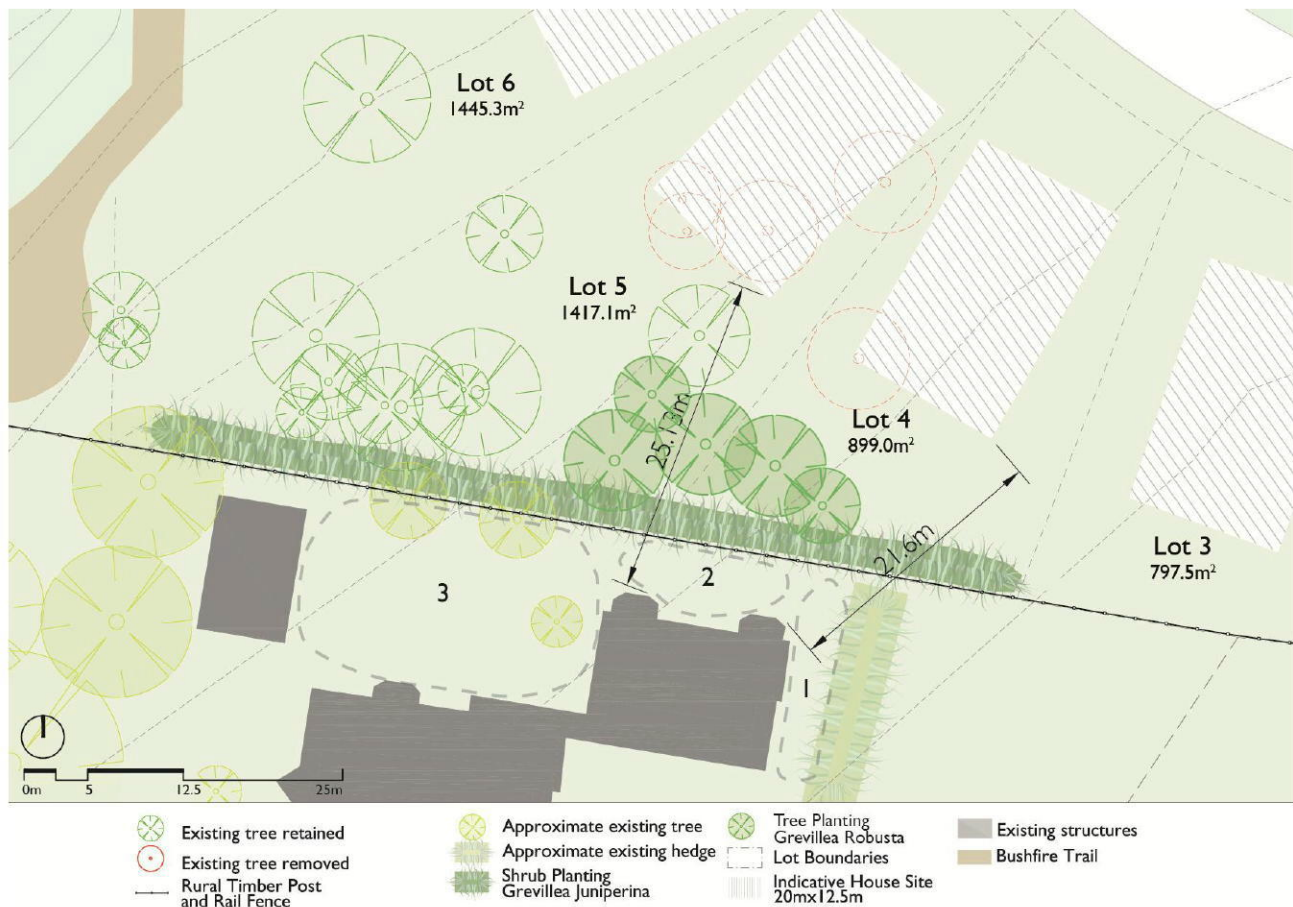 Lot 6
1445.3m²
Lot 5
1417.1m²
25.13m
Lot 4
899.0m²
21.6m
Lot 3
797.5m²
2
3
1
0m 5 12.5 25m
Existing tree retained
Existing tree removed
Rural Timber Post
and Rail Fence
Approximate existing tree
Approximate existing hedge
Shrub Planting
Grevillea Juniperina
Tree Planting
Grevillea Robusta
Lot Boundaries
Indicative House Site
20mx12.5m
Existing structures
Bushfire Trail